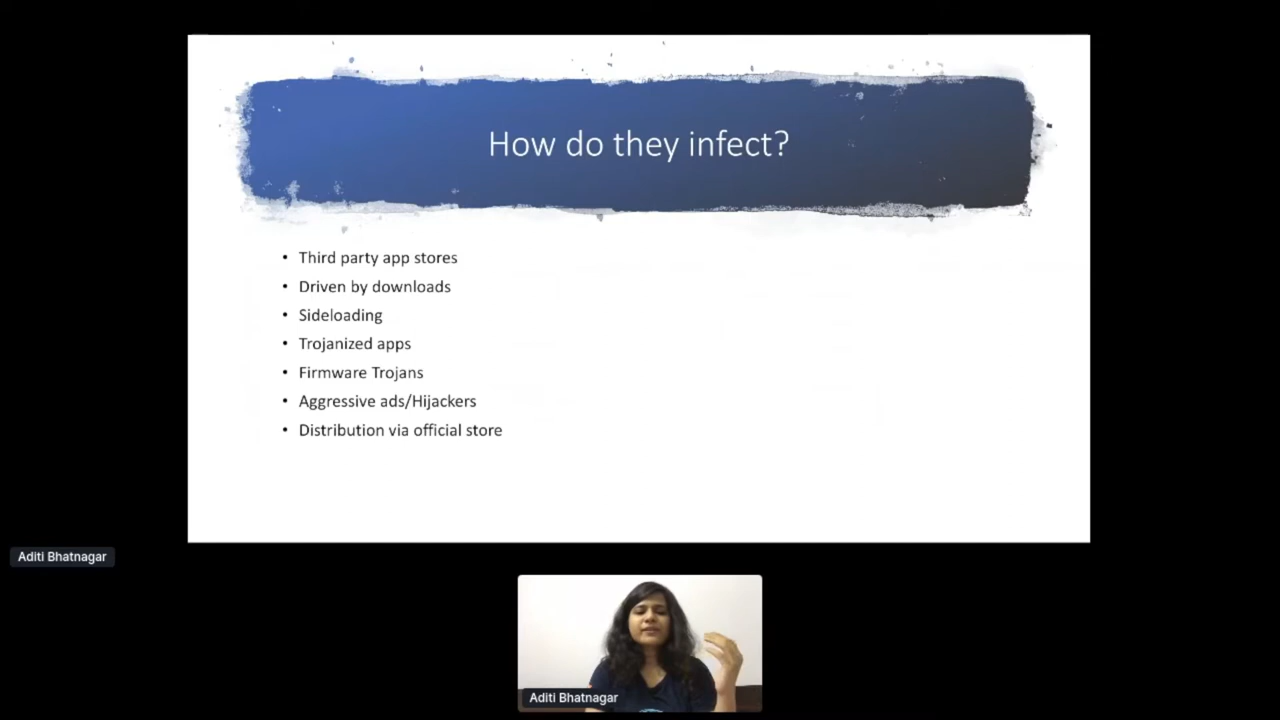 How do they infect?
• Third party app stores
• Driven by downloads
• Sideloading
• Trojanized apps
• Firmware Trojans
• Aggressive ads/Hijackers
• Distribution via official store
Aditi Bhatnagar
Aditi Bhatnagar